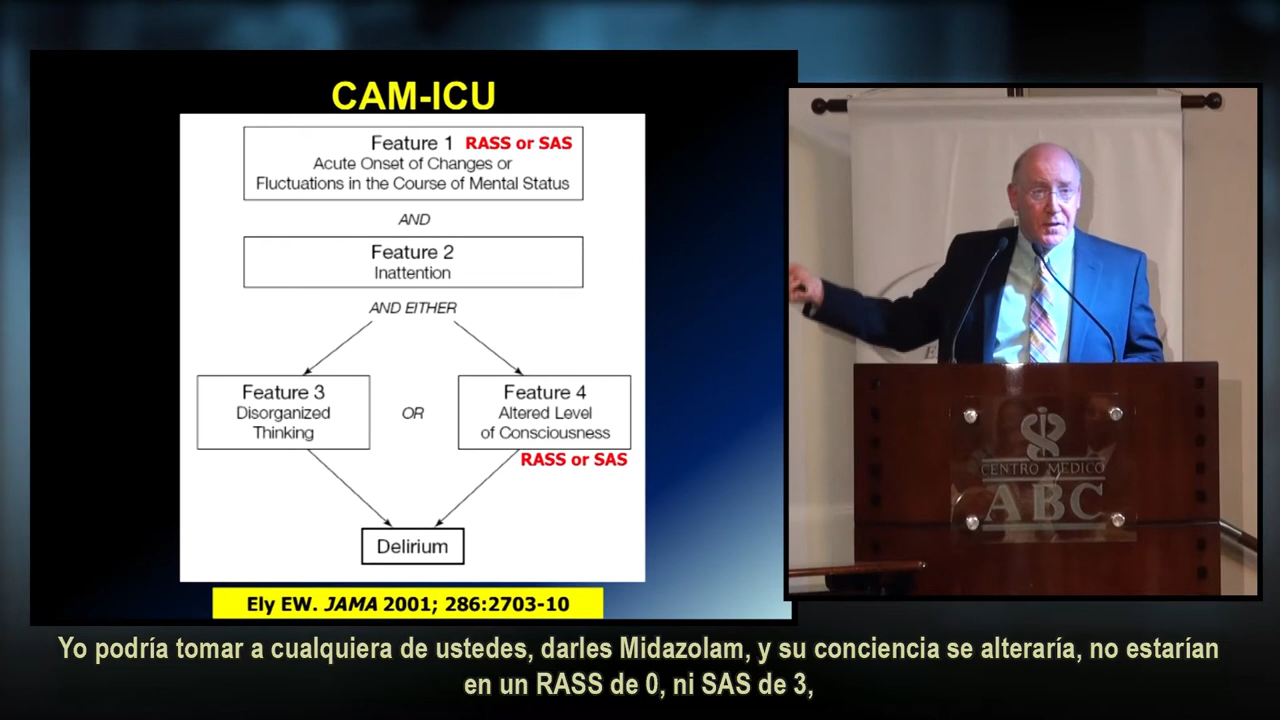 CAM-ICU
Feature 1 RASS or SAS
Acute Onset of Changes or
Fluctuations in the Course of Mental Status
AND
Feature 2
Inattention
AND EITHER
Feature 3
Disorganized
Thinking
OR
Feature 4
Altered Level
of Consciousness
RASS or SAS
Delirium
Ely EW. JAMA 2001; 286:2703-10
CENTRO MEDICO
ABC
Yo podría tomar a cualquiera de ustedes, darles Midazolam, y su conciencia se alteraría, no estarían
en un RASS de 0, ni SAS de 3,